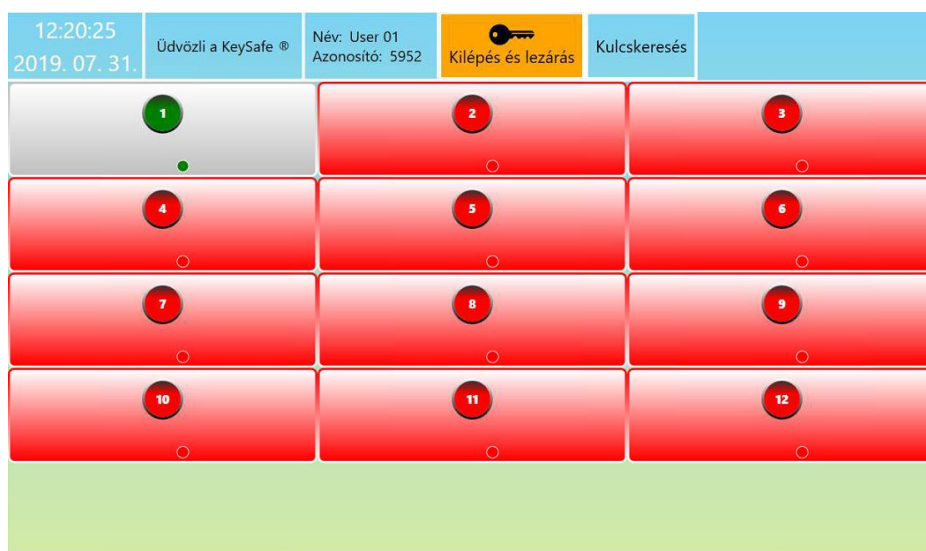 12:20:25
2019. 07. 31.
Üdvözli a KeySafe ®
Név: User 01
Azonosító: 5952
Kilépés és lezárás
Kulcskeresés
1
2
3
4
5
6
7
8
9
10
11
12